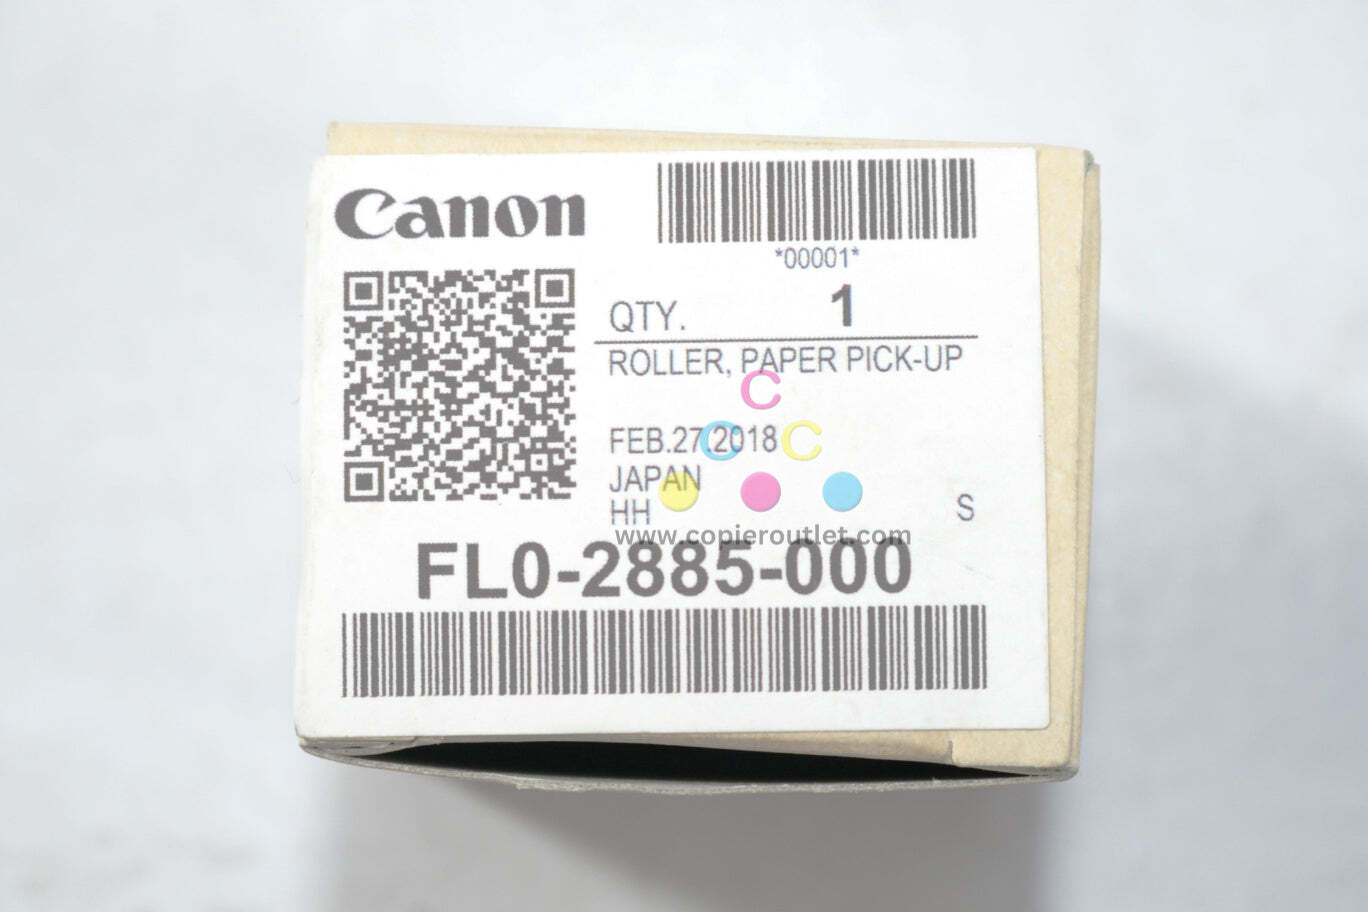 Canon
*00001*
QTY. 1
ROLLER, PAPER PICK-UP
C
FEB.27.2018
C C
JAPAN
HH S
www.copieroutlet.com
FL0-2885-000